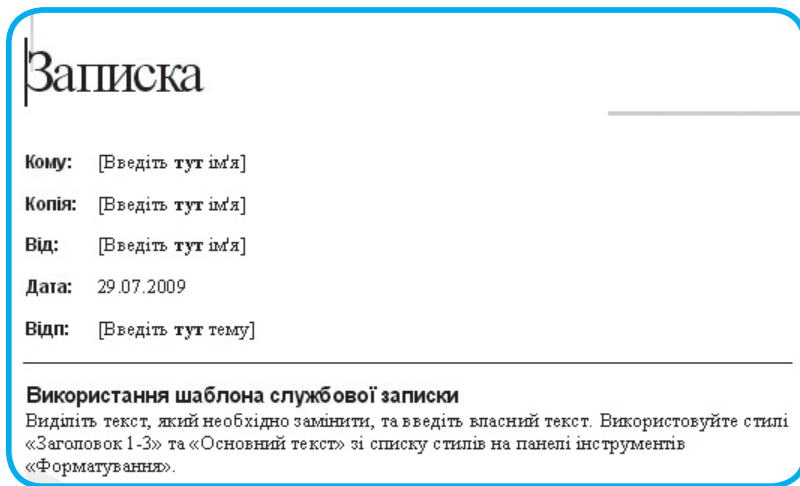 Записка
Кому: [Введіть тут ім'я]
Копія: [Введіть тут ім'я]
Від: [Введіть тут ім'я]
Дата: 29.07.2009
Відп: [Введіть тут тему]
Використання шаблона службової записки
Виділіть текст, який необхідно замінити, та введіть власний текст. Використовуйте стилі
«Заголовок 1-3» та «Основний текст» зі списку стилів на панелі інструментів
«Форматування».